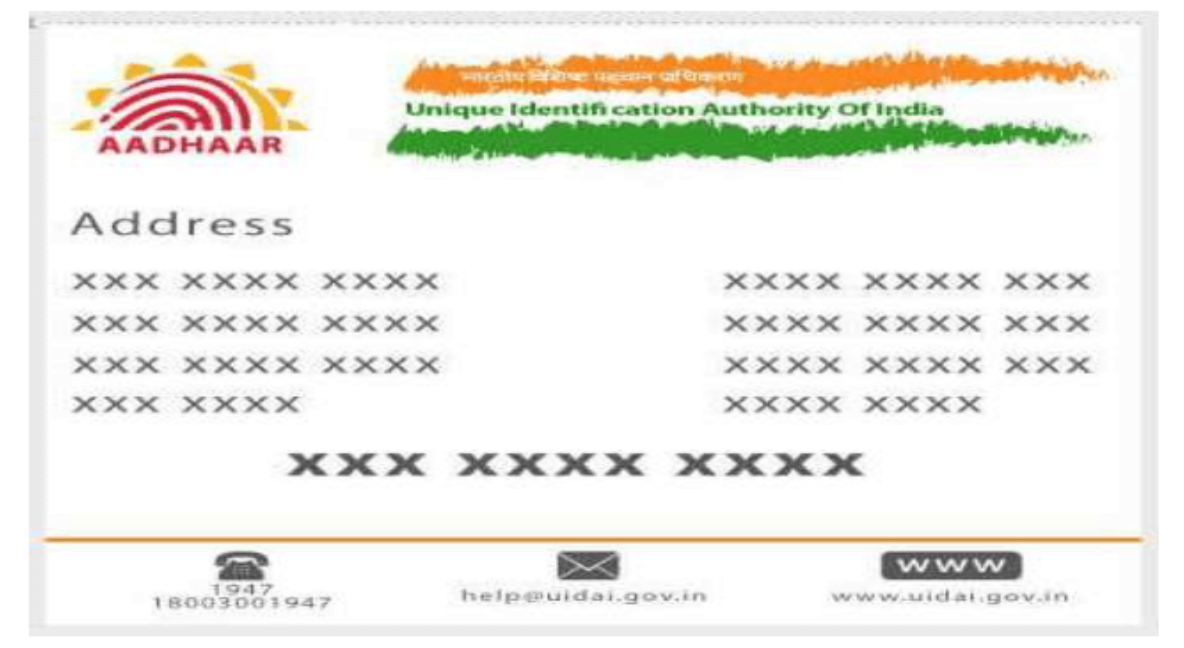 भारतीय विशिष्ट पहचान प्राधिकरण
Unique Identification Authority Of India
AADHAAR
Address
XXX XXXX XXXX XXXX XXXX XXX
XXX XXXX XXXX XXXX XXXX XXX
XXX XXXX XXXX XXXX XXXX XXX
XXX XXXX XXXX XXXX
XXX XXXX XXXX
WWW
1947
18003001947
help@uidai.gov.in
www.uidai.gov.in